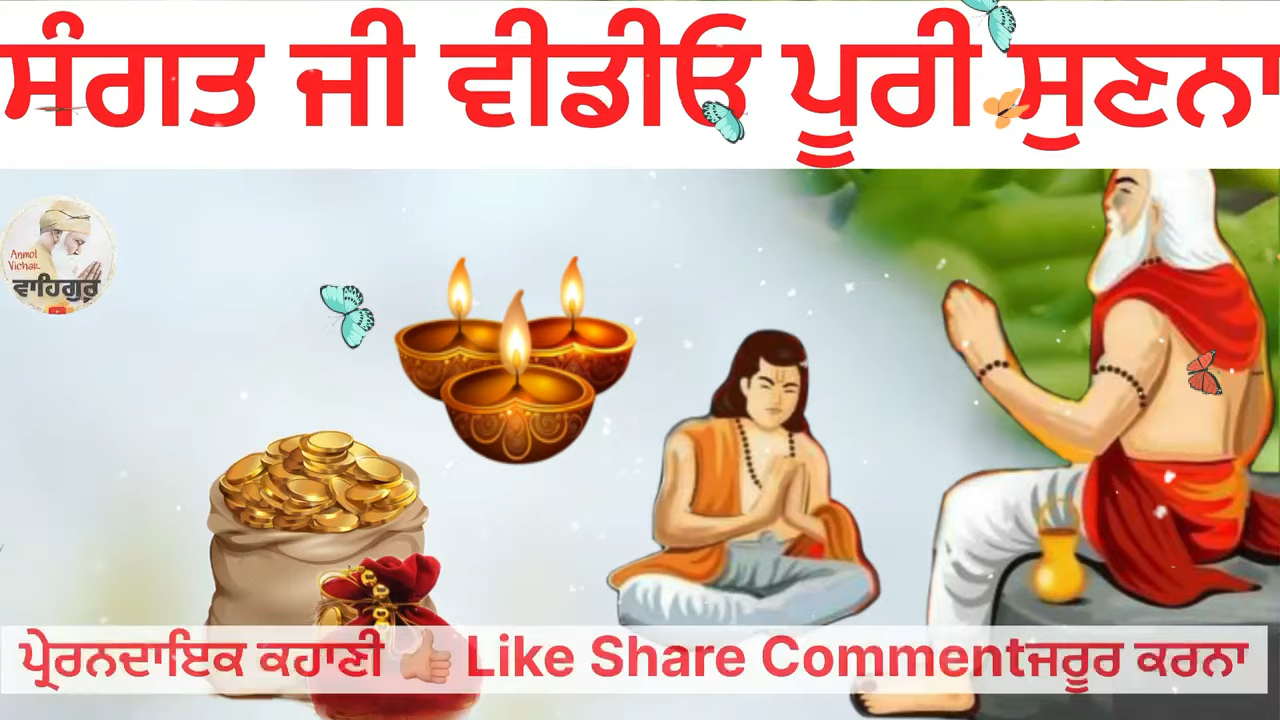 ਸੰਗਤ ਜੀ ਵੀਡੀਓ ਪੂਰੀ ਸੁਣਨਾ
Anmol
Vichar
ਵਾਹਿਗੁਰੂ
ਪ੍ਰੇਰਨਦਾਇਕ ਕਹਾਣੀ 👍 Like Share Commentਜਰੂਰ ਕਰਨਾ